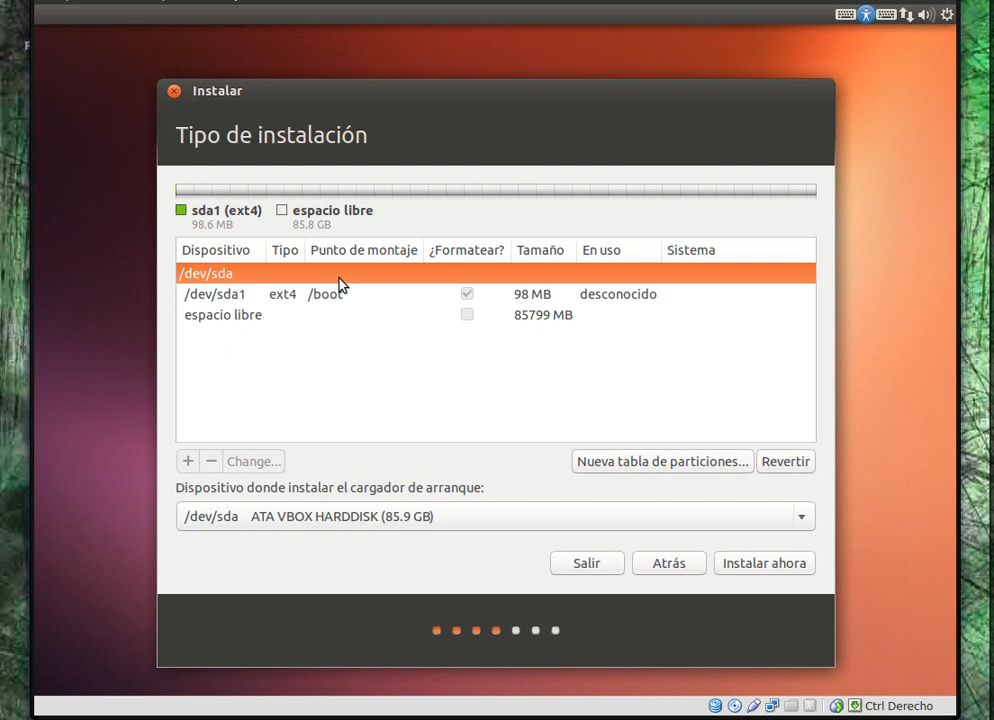 Instalar
Tipo de instalación
sda1 (ext4) espacio libre
98.6 MB 85.8 GB
Dispositivo Tipo Punto de montaje ¿Formatear? Tamaño En uso Sistema
/dev/sda
/dev/sda1 ext4 /boot 98 MB desconocido
espacio libre 85799 MB
+ − Change... Nueva tabla de particiones... Revertir
Dispositivo donde instalar el cargador de arranque:
/dev/sda ATA VBOX HARDDISK (85.9 GB)
Salir Atrás Instalar ahora
Ctrl Derecho